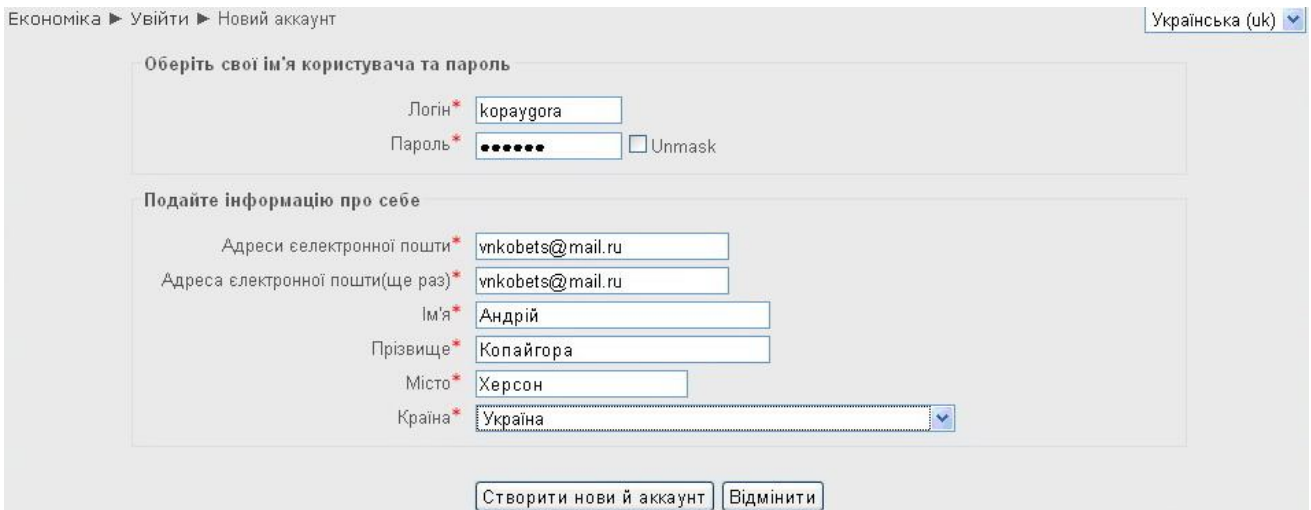 Економіка ► Увійти ► Новий аккаунт Українська (uk)
Оберіть свої ім'я користувача та пароль
Логін* kopaygora
Пароль* •••••• Unmask
Подайте інформацію про себе
Адреси єелектронної пошти* vnkobets@mail.ru
Адреса єлектронної пошти(ще раз)* vnkobets@mail.ru
Ім'я* Андрій
Прізвище* Копайгора
Місто* Херсон
Країна* Україна
Створити нови й аккаунт Відмінити